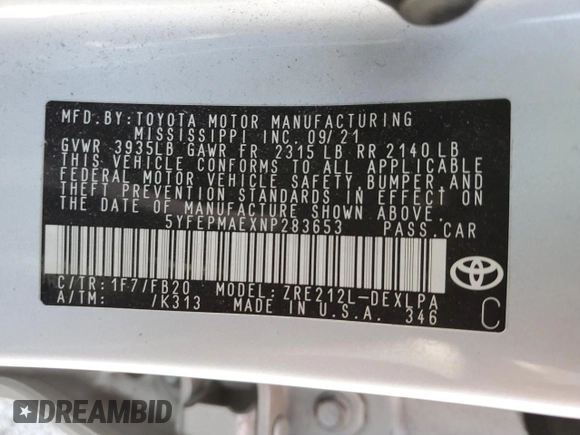 MFD.BY:TOYOTA MOTOR MANUFACTURING
MISSISSIPPI INC. 09/21
GVWR 3935LB GAWR FR 2315 LB RR 2140 LB
THIS VEHICLE CONFORMS TO ALL APPLICABLE
FEDERAL MOTOR VEHICLE SAFETY,BUMPER,AND
THEFT PREVENTION STANDARDS IN EFFECT ON
THE DATE OF MANUFACTURE SHOWN ABOVE.
5YFEPMAEXNP283653 PASS.CAR
C/TR:1F7/FB20 MODEL:ZRE212L-DEXLPA
A/TM: /K313 MADE IN U.S.A. 346 C
DREAMBID